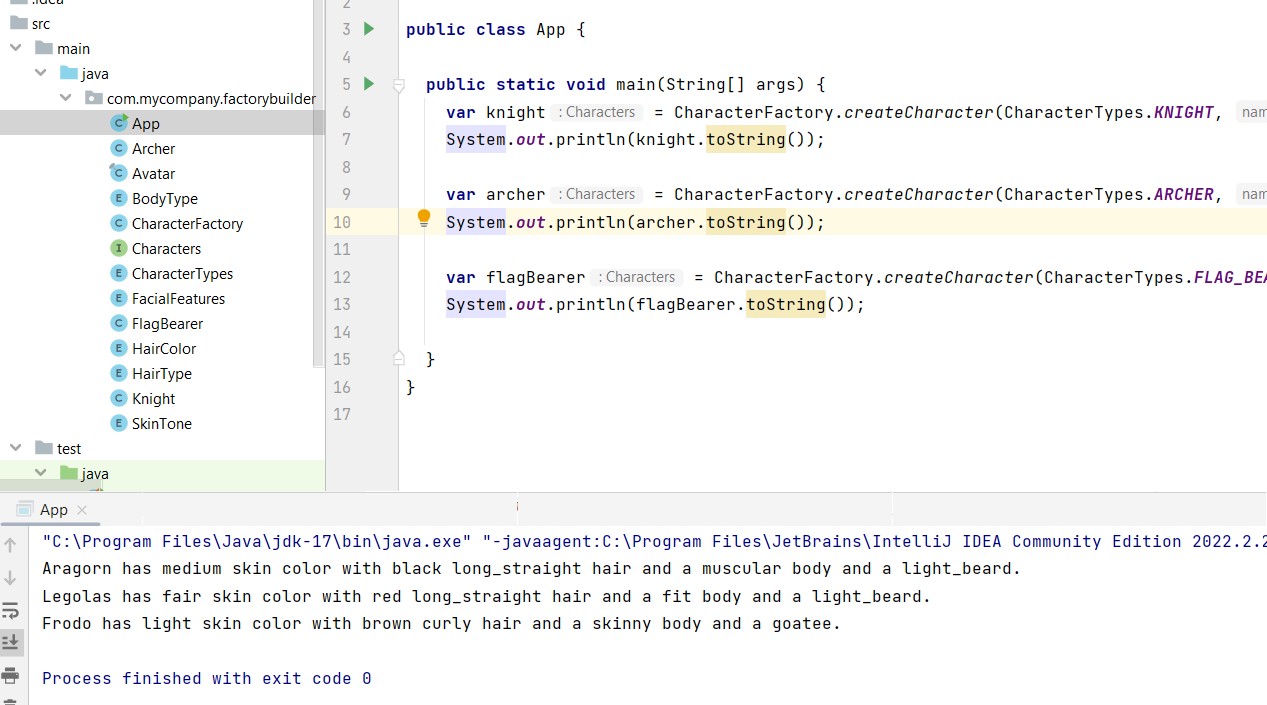 .idea
src
main
java
com.mycompany.factorybuilder
App
Archer
Avatar
BodyType
CharacterFactory
Characters
CharacterTypes
FacialFeatures
FlagBearer
HairColor
HairType
Knight
SkinTone
test
java
2
3 public class App {
4
5 public static void main(String[] args) {
6 var knight : Characters = CharacterFactory.createCharacter(CharacterTypes.KNIGHT, nam
7 System.out.println(knight.toString());
8
9 var archer : Characters = CharacterFactory.createCharacter(CharacterTypes.ARCHER, nam
10 System.out.println(archer.toString());
11
12 var flagBearer : Characters = CharacterFactory.createCharacter(CharacterTypes.FLAG_BEA
13 System.out.println(flagBearer.toString());
14
15 }
16 }
17
App
"C:\Program Files\Java\jdk-17\bin\java.exe" "-javaagent:C:\Program Files\JetBrains\IntelliJ IDEA Community Edition 2022.2.2
Aragorn has medium skin color with black long_straight hair and a muscular body and a light_beard.
Legolas has fair skin color with red long_straight hair and a fit body and a light_beard.
Frodo has light skin color with brown curly hair and a skinny body and a goatee.
Process finished with exit code 0